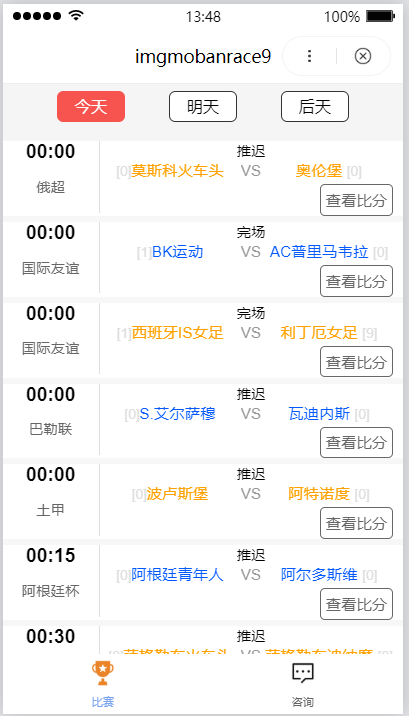 13:48 100%
imgmobanrace9
今天 明天 后天
00:00 推迟
俄超 [0]莫斯科火车头 VS 奥伦堡 [0]
查看比分
00:00 完场
国际友谊 [1]BK运动 VS AC普里马韦拉 [0]
查看比分
00:00 完场
国际友谊 [1]西班牙IS女足 VS 利丁厄女足 [9]
查看比分
00:00 推迟
巴勒联 [0]S.艾尔萨穆 VS 瓦迪内斯 [0]
查看比分
00:00 推迟
土甲 [0]波卢斯堡 VS 阿特诺度 [0]
查看比分
00:15 推迟
阿根廷杯 [0]阿根廷青年人 VS 阿尔多斯维 [0]
查看比分
00:30 推迟
比赛 咨询